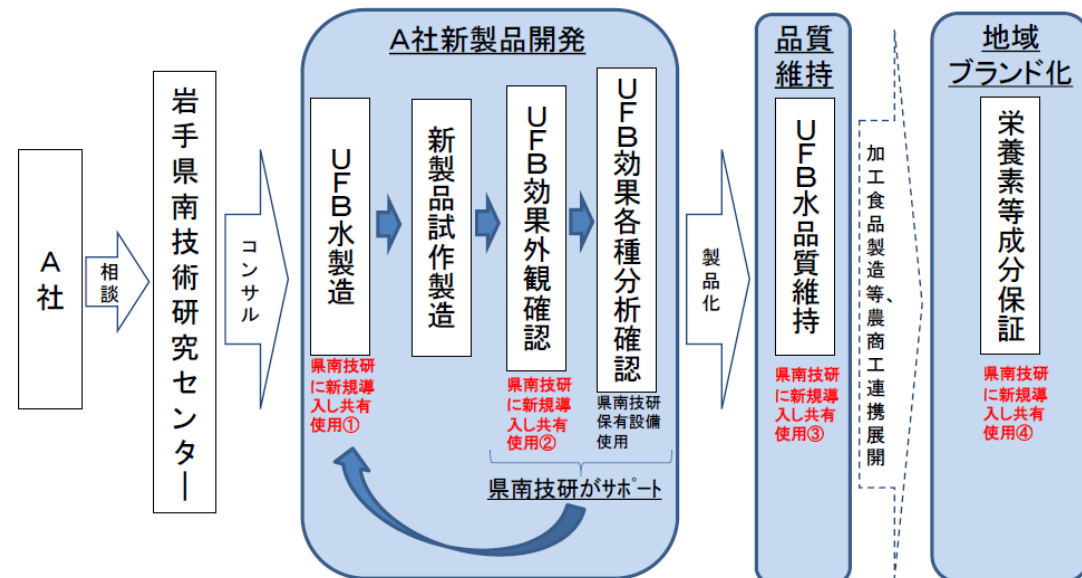 A社
相談
岩手県南技術研究センター
コンサル
A社新製品開発
UFB水製造
県南技研
に新規導
入し共有
使用①
新製品試作製造
UFB効果外観確認
県南技研
に新規導
入し共有
使用②
UFB効果各種分析確認
県南技研
保有設備
使用
県南技研がサポート
製品化
品質
維持
UFB水品質維持
県南技研
に新規導
入し共有
使用③
加工食品製造等、農商工連携展開
地域
ブランド化
栄養素等成分保証
県南技研
に新規導
入し共有
使用④